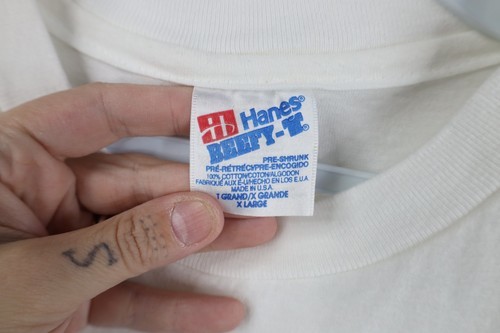 Hanes®
BEEFY-T®
PRE-SHRUNK
PRÉ-RÉTRÉCI/PRE-ENCOGIDO
100% COTTON/COTON/ALGODON
FABRIQUÉ AUX É-U/HECHO EN LOS E.U.A
MADE IN U.S.A.
T GRAND/X GRANDE
X LARGE